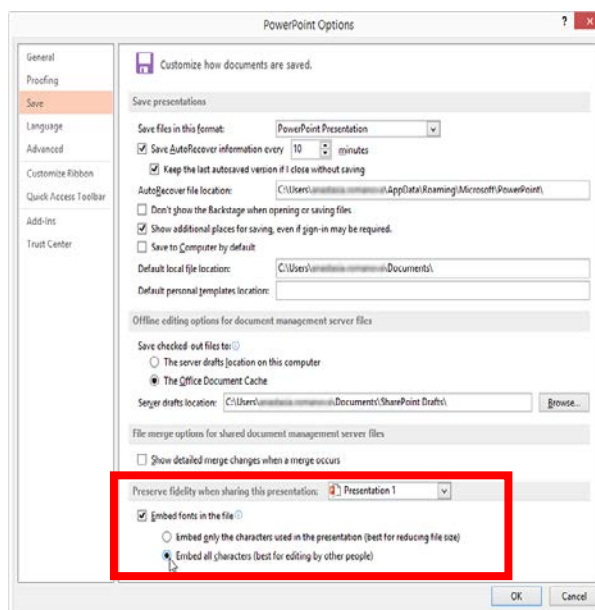 PowerPoint Options
?
General
Proofing
Save
Language
Advanced
Customize Ribbon
Quick Access Toolbar
Add-Ins
Trust Center
Customize how documents are saved.
Save presentations
Save files in this format: PowerPoint Presentation
Save AutoRecover information every 10 minutes
Keep the last autosaved version if I close without saving
AutoRecover file location: C:\Users\ \AppData\Roaming\Microsoft\PowerPoint\
Don't show the Backstage when opening or saving files
Show additional places for saving, even if sign-in may be required.
Save to Computer by default
Default local file location: C:\Users\ \Documents\
Default personal templates location:
Offline editing options for document management server files
Save checked-out files to:
The server drafts location on this computer
The Office Document Cache
Server drafts location: C:\Users\ \Documents\SharePoint Drafts\ Browse...
File merge options for shared document management server files
Show detailed merge changes when a merge occurs
Preserve fidelity when sharing this presentation: Presentation 1
Embed fonts in the file
Embed only the characters used in the presentation (best for reducing file size)
Embed all characters (best for editing by other people)
OK Cancel